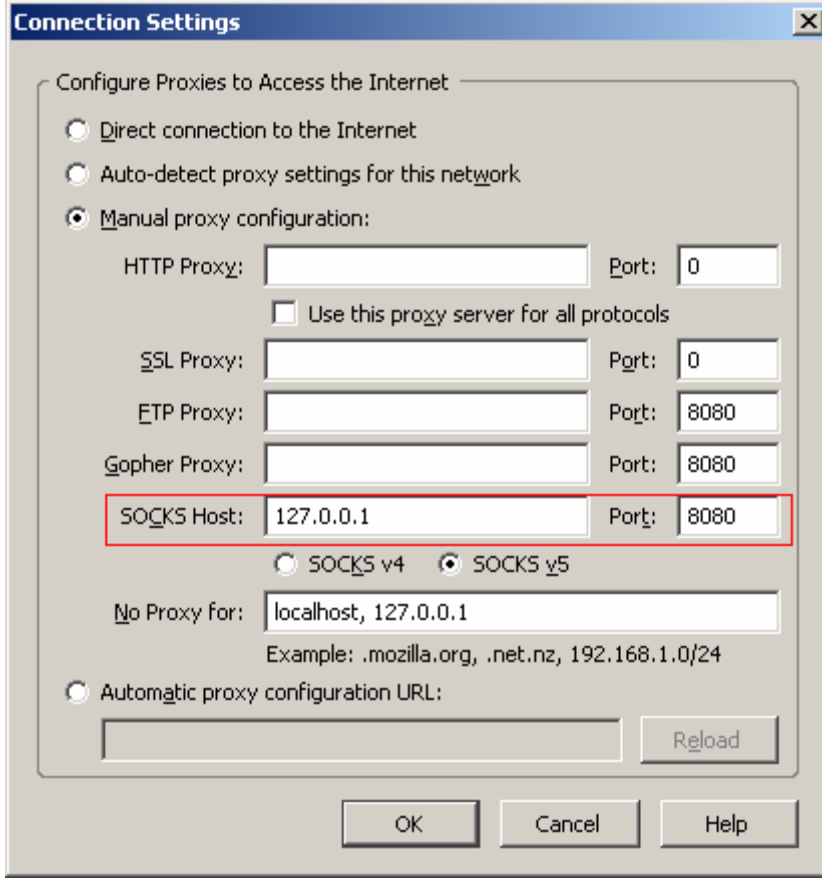 Connection Settings
Configure Proxies to Access the Internet
Direct connection to the Internet
Auto-detect proxy settings for this network
Manual proxy configuration:
HTTP Proxy: Port: 0
Use this proxy server for all protocols
SSL Proxy: Port: 0
FTP Proxy: Port: 8080
Gopher Proxy: Port: 8080
SOCKS Host: 127.0.0.1 Port: 8080
SOCKS v4 SOCKS v5
No Proxy for: localhost, 127.0.0.1
Example: .mozilla.org, .net.nz, 192.168.1.0/24
Automatic proxy configuration URL:
Reload
OK Cancel Help